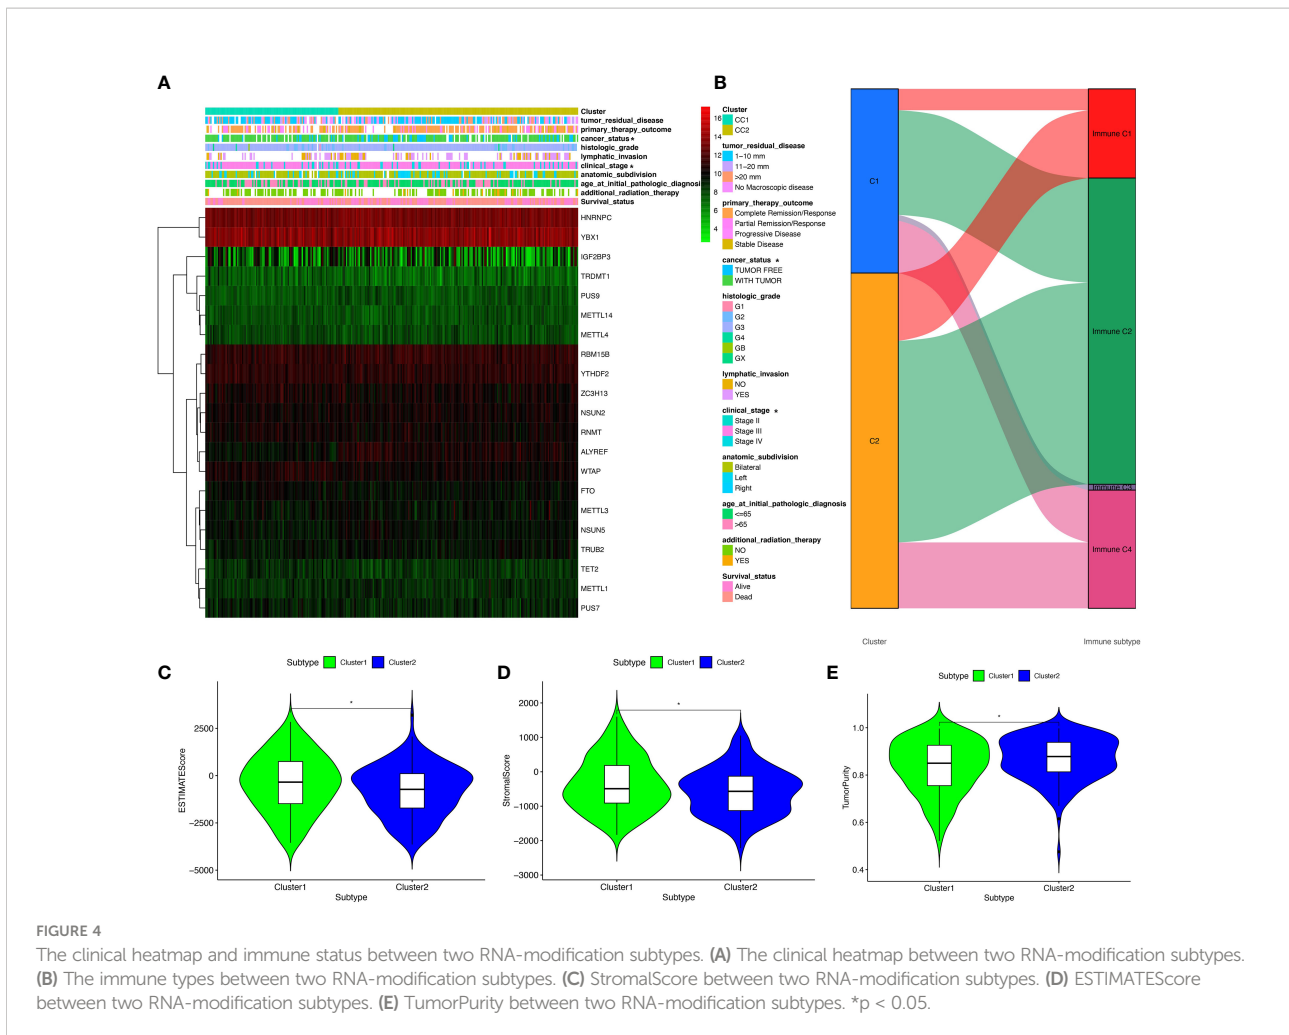 A
Cluster
tumor_residual_disease
primary_therapy_outcome
cancer_status *
histologic_grade
lymphatic_invasion
clinical_stage *
anatomic_subdivision
age_at_initial_pathologic_diagnosis
additional_radiation_therapy
Survival_status
HNRNPC
YBX1
IGF2BP3
TRDMT1
PUS9
METTL14
METTL4
RBM15B
YTHDF2
ZC3H13
NSUN2
RNMT
ALYREF
WTAP
FTO
METTL3
NSUN5
TRUB2
TET2
METTL1
PUS7
16
14
12
10
8
6
4
Cluster
CC1
CC2
tumor_residual_disease
1–10 mm
11–20 mm
>20 mm
No Macroscopic disease
primary_therapy_outcome
Complete Remission/Response
Partial Remission/Response
Progressive Disease
Stable Disease
cancer_status *
TUMOR FREE
WITH TUMOR
histologic_grade
G1
G2
G3
G4
GB
GX
lymphatic_invasion
NO
YES
clinical_stage *
Stage II
Stage III
Stage IV
anatomic_subdivision
Bilateral
Left
Right
age_at_initial_pathologic_diagnosis
<=65
>65
additional_radiation_therapy
NO
YES
Survival_status
Alive
Dead
B
C1
C2
Immune C1
Immune C2
Immune C3
Immune C4
Cluster
Immune subtype
C
Subtype Cluster1 Cluster2
*
ESTIMATEScore
2500
0
−2500
−5000
Cluster1 Cluster2
Subtype
D
Subtype Cluster1 Cluster2
*
StromalScore
2000
1000
0
−1000
−2000
−3000
Cluster1 Cluster2
Subtype
E
Subtype Cluster1 Cluster2
*
TumorPurity
1.0
0.8
0.6
0.4
Cluster1 Cluster2
Subtype
FIGURE 4
The clinical heatmap and immune status between two RNA-modification subtypes. (A) The clinical heatmap between two RNA-modification subtypes.
(B) The immune types between two RNA-modification subtypes. (C) StromalScore between two RNA-modification subtypes. (D) ESTIMATEScore
between two RNA-modification subtypes. (E) TumorPurity between two RNA-modification subtypes. *p < 0.05.